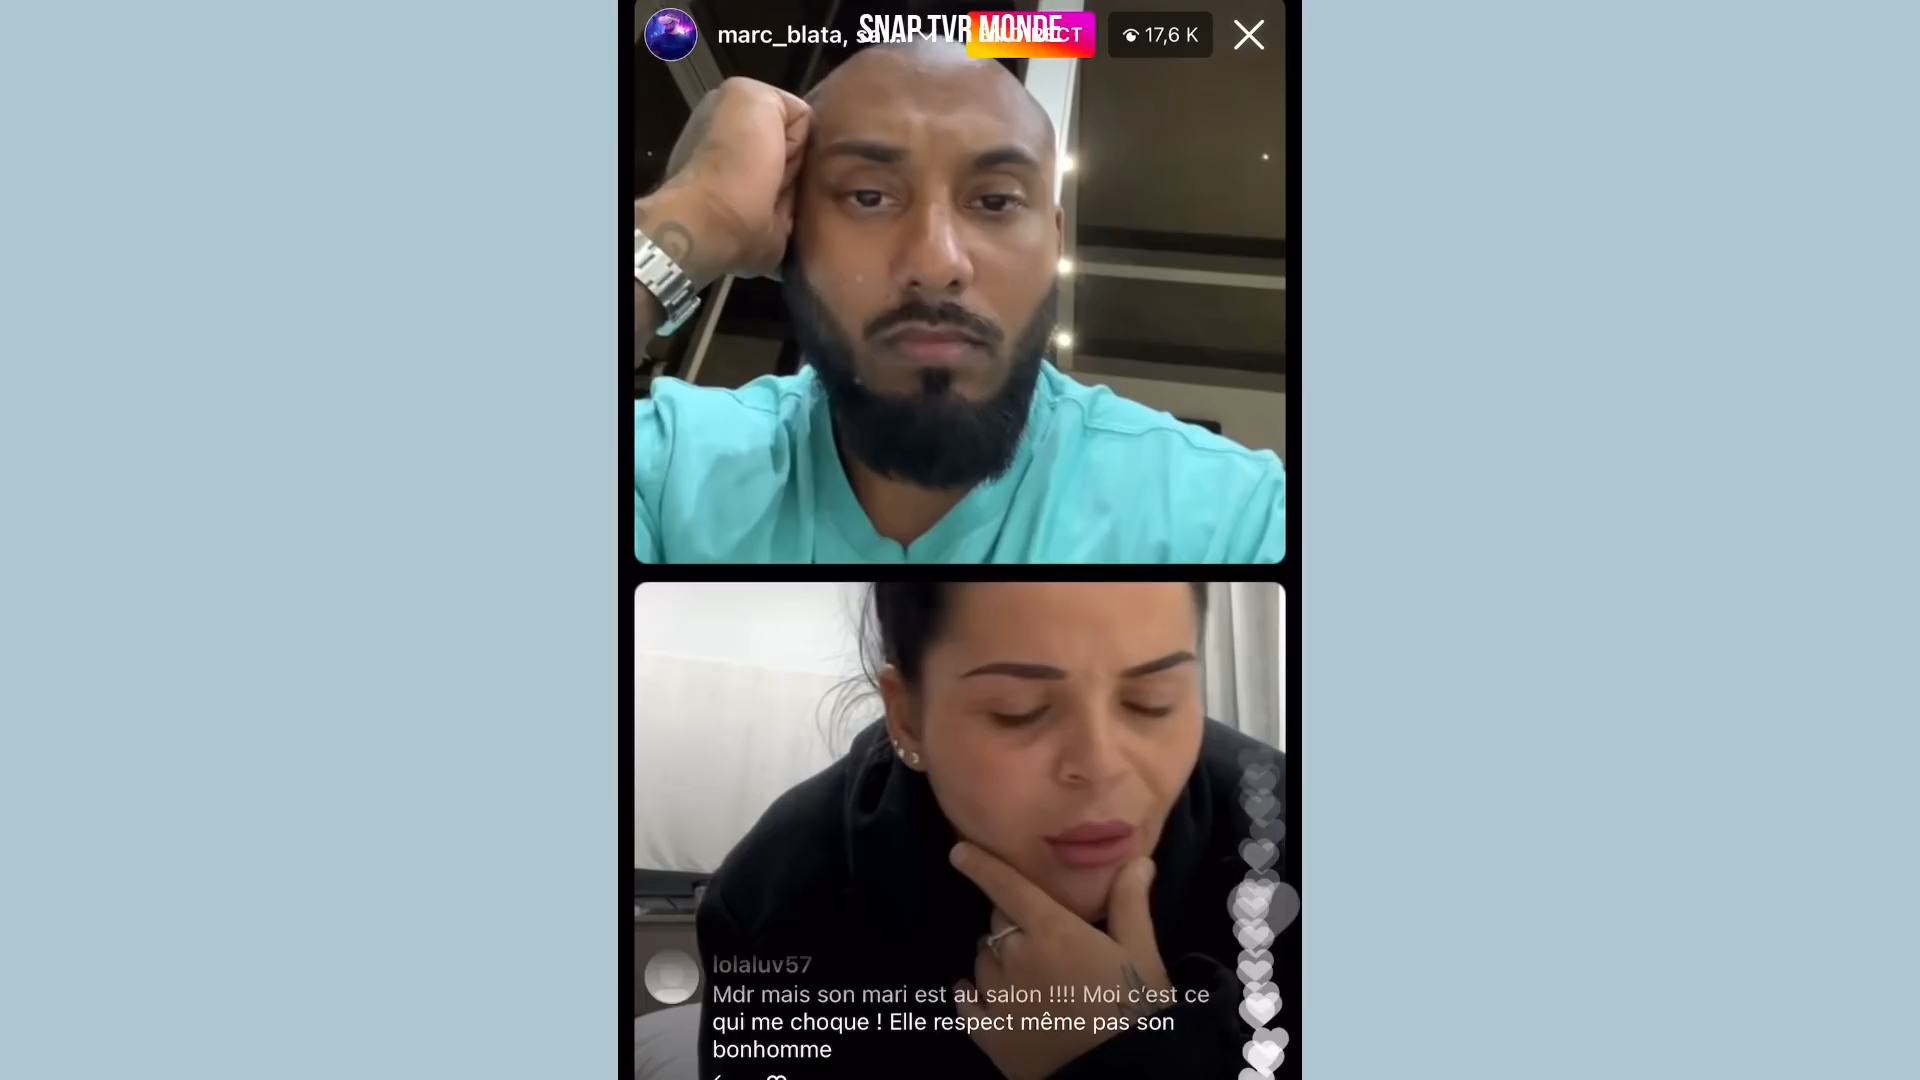 marc_blata,
SNAP TVR MONDE
17,6 K
lolaluv57
Mdr mais son mari est au salon !!!! Moi c'est ce
qui me choque ! Elle respect même pas son
bonhomme